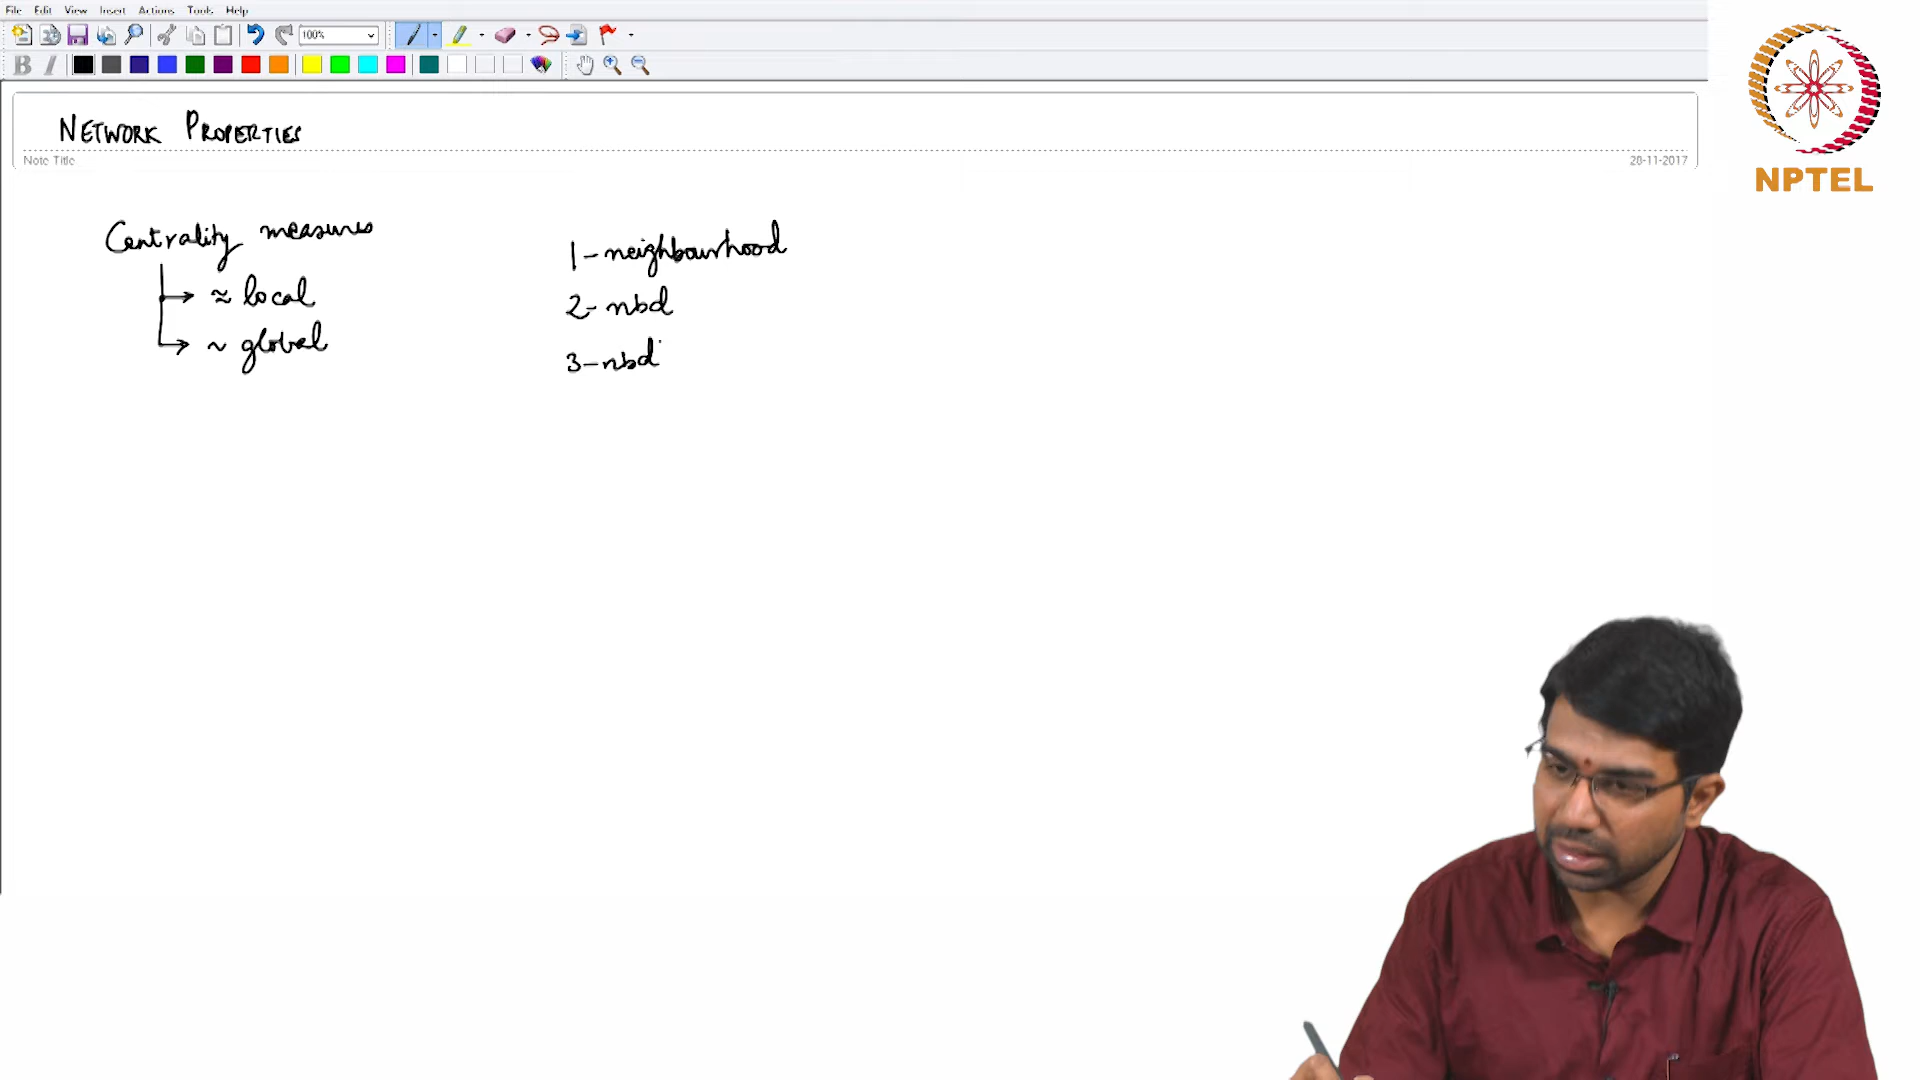 File Edit View Insert Actions Tools Help
100%
NETWORK PROPERTIES
Note Title
28-11-2017
NPTEL
Centrality measures
→ ≈ local
→ ~ global
1-neighbourhood
2-nbd
3-nbd